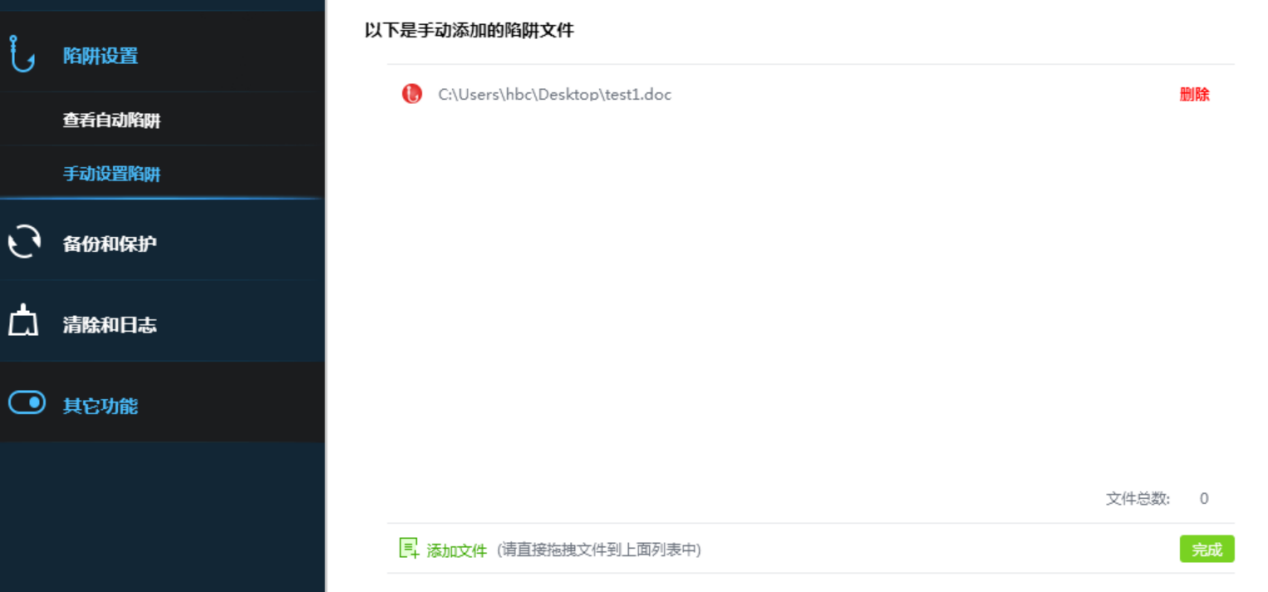 陷阱设置
查看自动陷阱
手动设置陷阱
备份和保护
清除和日志
其它功能
以下是手动添加的陷阱文件
C:\Users\hbc\Desktop\test1.doc
删除
文件总数: 0
添加文件 (请直接拖拽文件到上面列表中)
完成